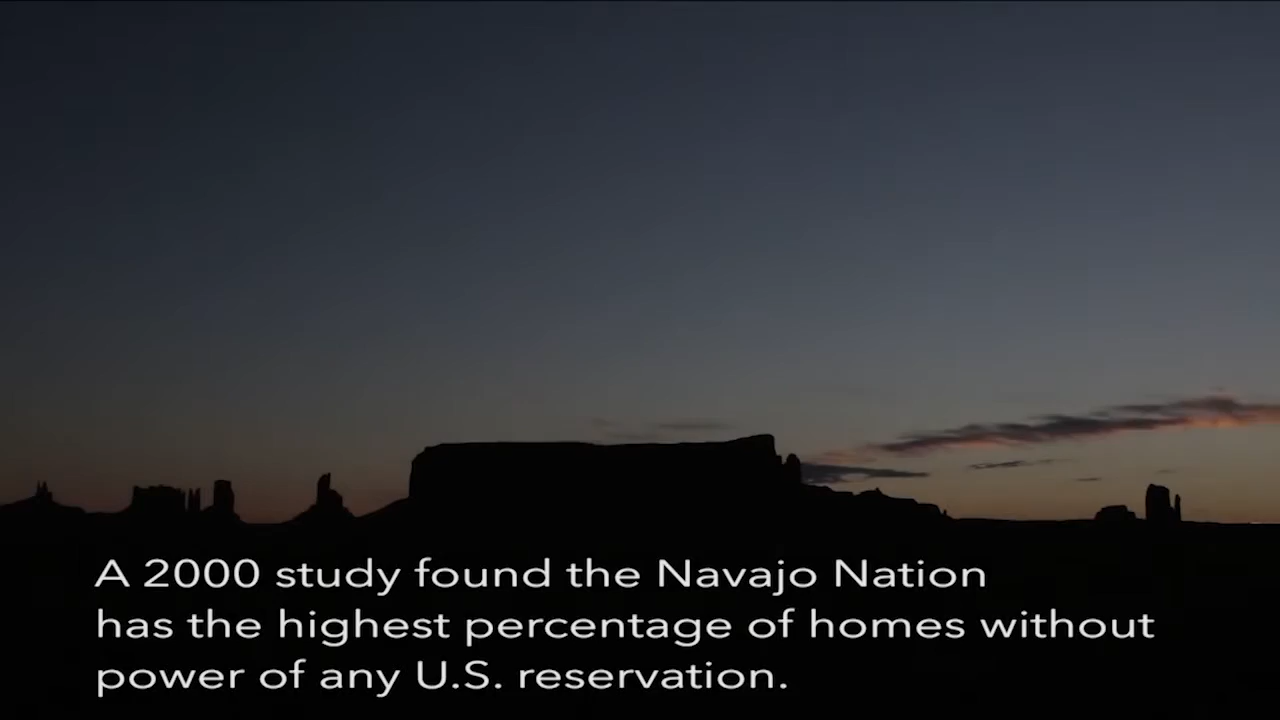 A 2000 study found the Navajo Nation
has the highest percentage of homes without
power of any U.S. reservation.